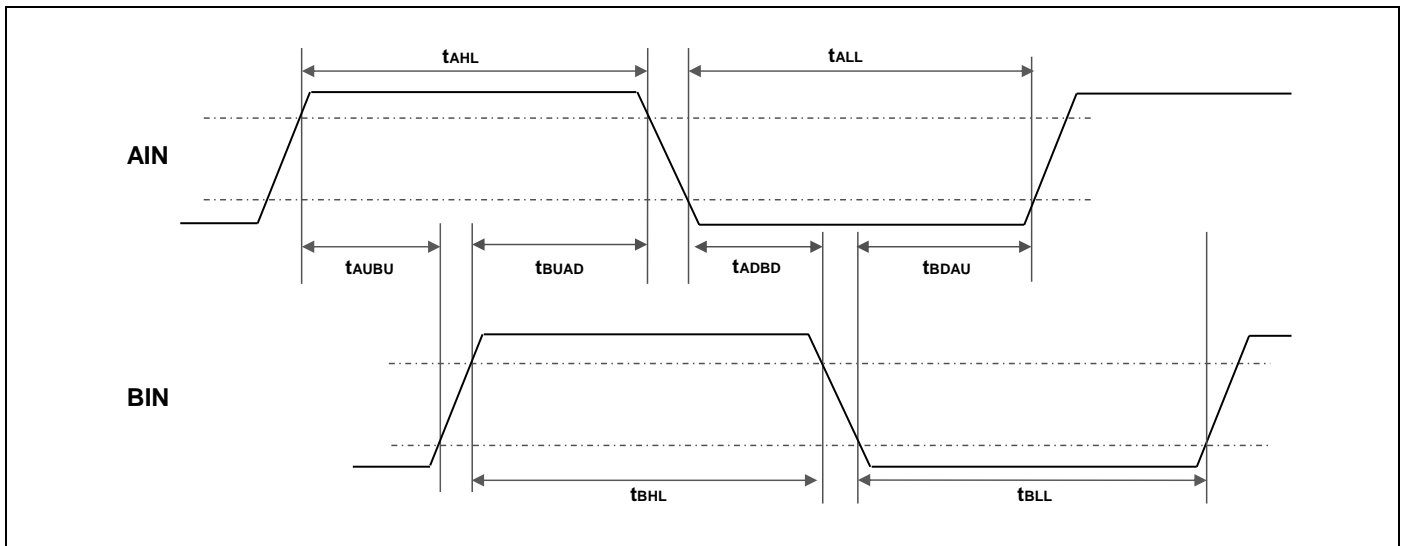 tAHL
tALL
AIN
tAUBU
tBUAD
tADBD
tBDAU
BIN
tBHL
tBLL